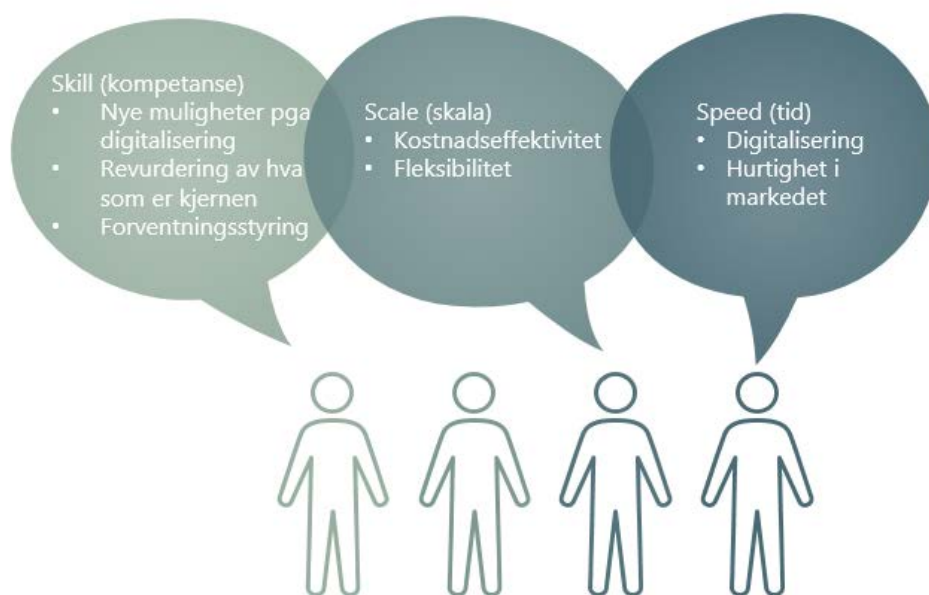 Skill (kompetanse)
• Nye muligheter pga
digitalisering
• Revurdering av hva
som er kjernen
• Forventningsstyring
Scale (skala)
• Kostnadseffektivitet
• Fleksibilitet
Speed (tid)
• Digitalisering
• Hurtighet i
markedet